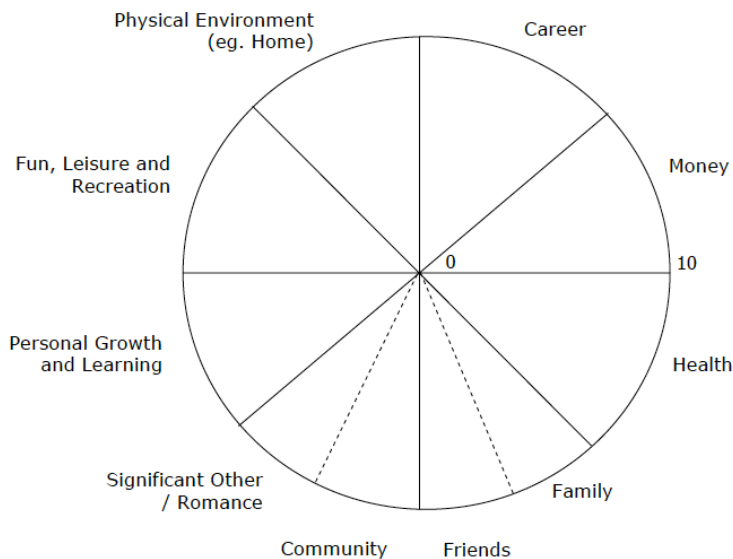 Physical Environment
(eg. Home)
Career
Fun, Leisure and
Recreation
Money
0
10
Personal Growth
and Learning
Health
Significant Other
/ Romance
Family
Community
Friends